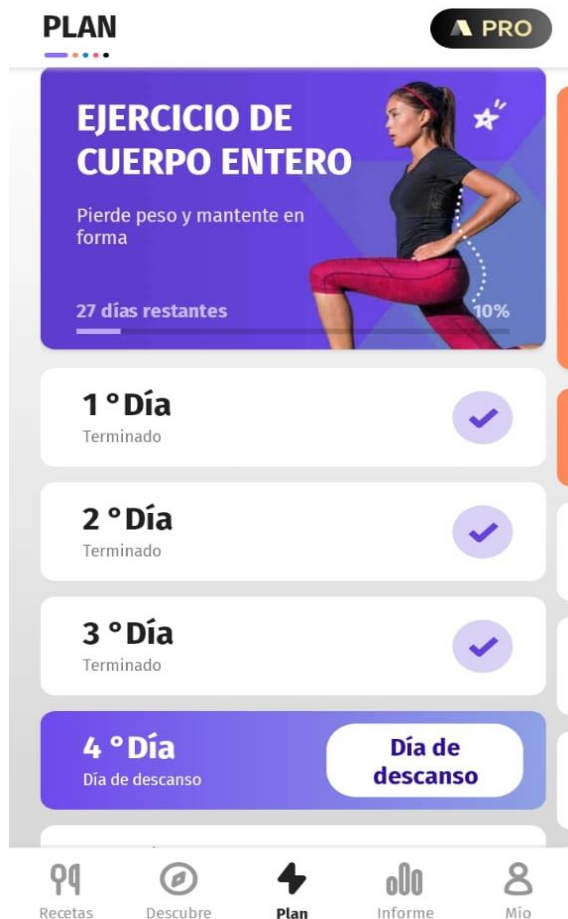 PLAN
PRO
EJERCICIO DE
CUERPO ENTERO
Pierde peso y mantente en
forma
27 días restantes
10%
1 °Día
Terminado
2 °Día
Terminado
3 °Día
Terminado
4 °Día
Día de descanso
Día de
descanso
Recetas
Descubre
Plan
Informe
Mío